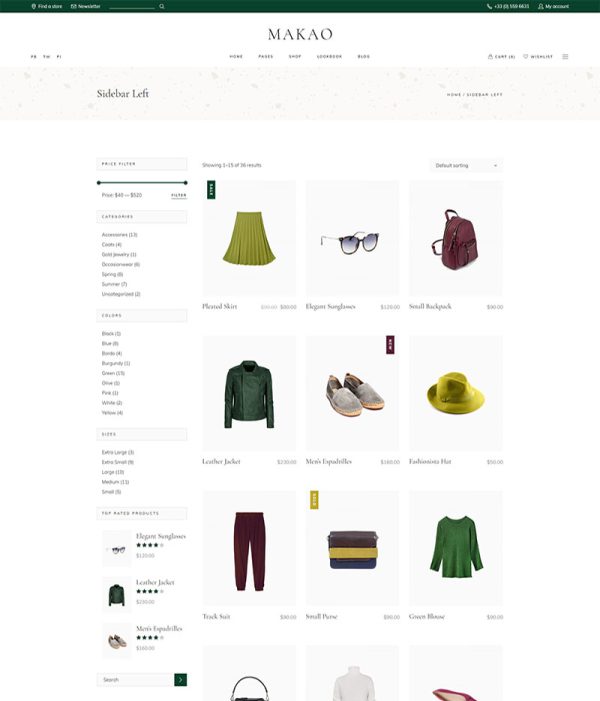 Find a store
Newsletter
+33 (0) 559 6631
My account
MAKAO
FB TW PI
HOME PAGES SHOP LOOKBOOK BLOG
CART (0) WISHLIST
Sidebar Left
HOME / SIDEBAR LEFT
PRICE FILTER
Price: $40 — $520
FILTER
CATEGORIES
Accessories (13)
Coats (4)
Gold Jewelry (1)
Occasionwear (6)
Spring (8)
Summer (7)
Uncategorized (2)
COLORS
Black (1)
Blue (8)
Bordo (4)
Burgundy (1)
Green (15)
Olive (1)
Pink (1)
White (2)
Yellow (4)
SIZES
Extra Large (3)
Extra Small (9)
Large (10)
Medium (11)
Small (5)
TOP RATED PRODUCTS
Elegant Sunglasses
$120.00
Leather Jacket
$230.00
Men's Espadrilles
$160.00
Search
Showing 1–15 of 36 results
Default sorting
SALE
Pleated Skirt $90.00 $80.00
Elegant Sunglasses $120.00
Small Backpack $90.00
Leather Jacket $230.00
NEW
Men's Espadrilles $160.00
Fashionista Hat $50.00
Track Suit $90.00
SOLD
Small Purse $90.00
Green Blouse $90.00